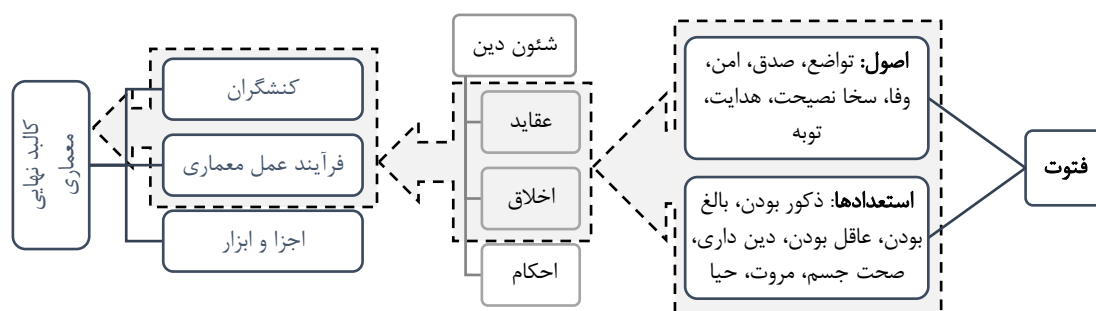 فتوت
اصول: تواضع، صدق، امن،
وفا، سخا نصیحت، هدایت،
توبه
استعدادها: ذکور بودن، بالغ
بودن، عاقل بودن، دین داری،
صحت جسم، مروت، حیا
شئون دین
عقاید
اخلاق
احکام
کنشگران
فرآیند عمل معماری
اجزا و ابزار
کالبد نهایی
معماری